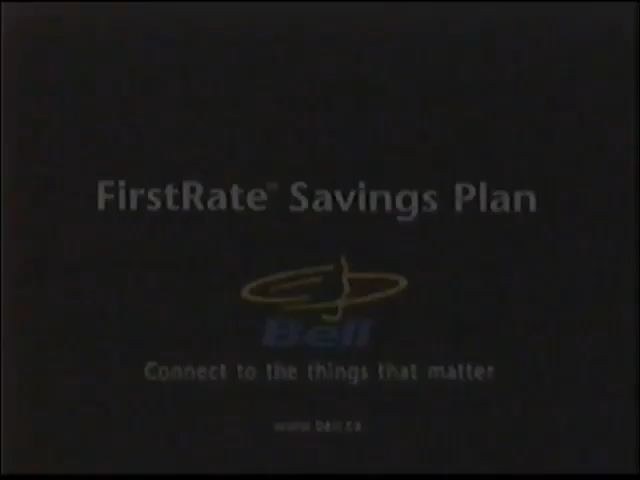 FirstRate™ Savings Plan
Bell
Connect to the things that matter
www.bell.ca